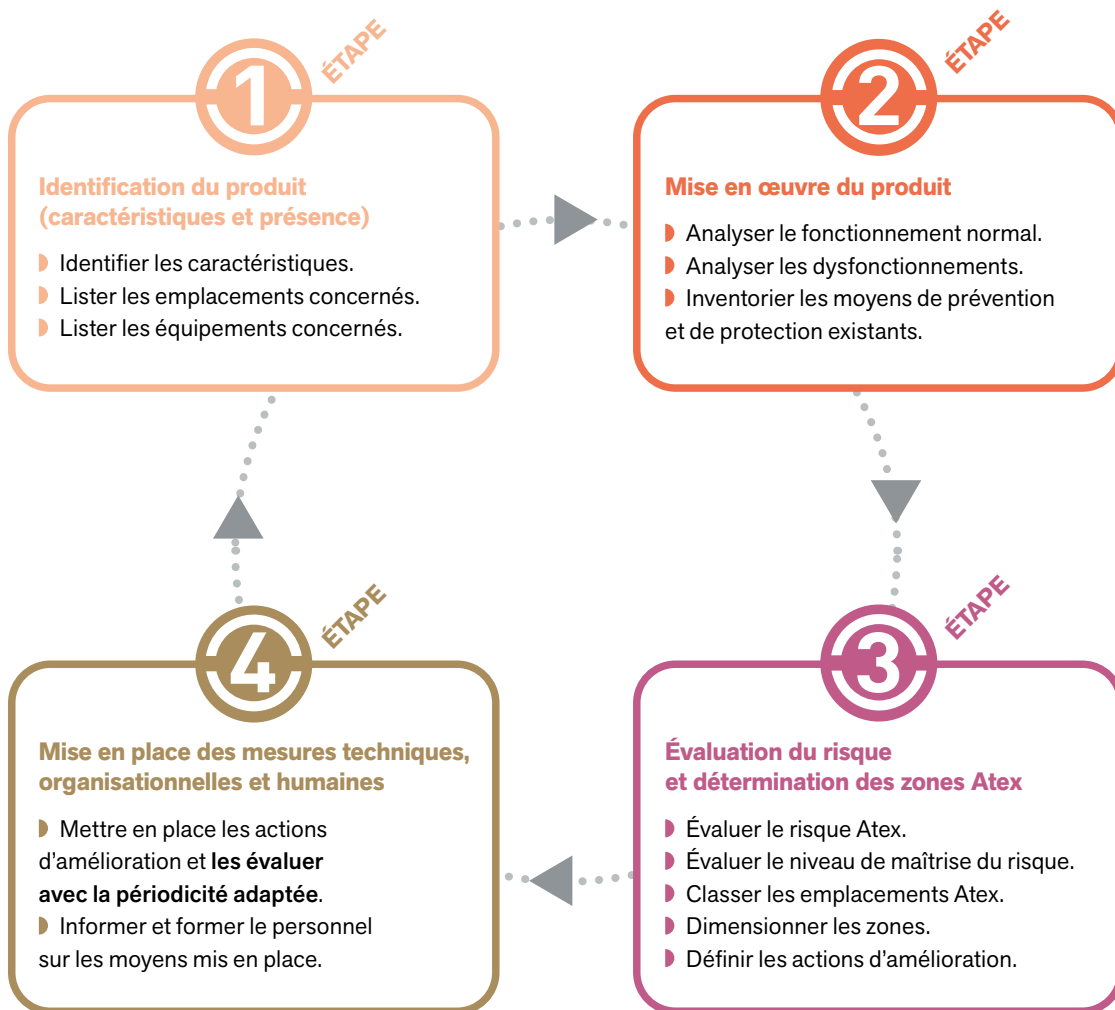 1
ÉTAPE
Identification du produit
(caractéristiques et présence)
Identifier les caractéristiques.
Lister les emplacements concernés.
Lister les équipements concernés.
2
ÉTAPE
Mise en œuvre du produit
Analyser le fonctionnement normal.
Analyser les dysfonctionnements.
Inventorier les moyens de prévention
et de protection existants.
3
ÉTAPE
Évaluation du risque
et détermination des zones Atex
Évaluer le risque Atex.
Évaluer le niveau de maîtrise du risque.
Classer les emplacements Atex.
Dimensionner les zones.
Définir les actions d'amélioration.
4
ÉTAPE
Mise en place des mesures techniques,
organisationnelles et humaines
Mettre en place les actions
d'amélioration et les évaluer
avec la périodicité adaptée.
Informer et former le personnel
sur les moyens mis en place.